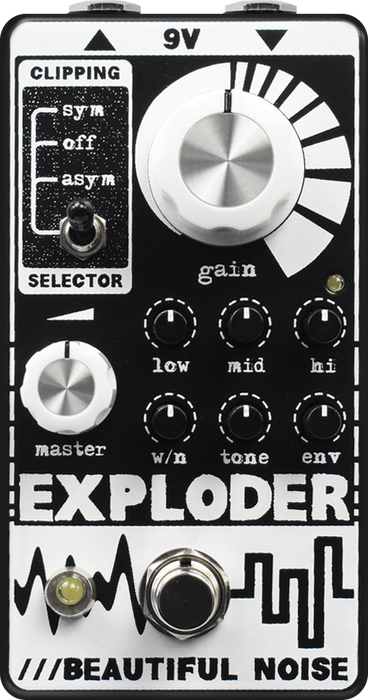 9V
CLIPPING
sym
off
asym
SELECTOR
gain
low mid hi
master
w/n tone env
EXPLODER
///BEAUTIFUL NOISE